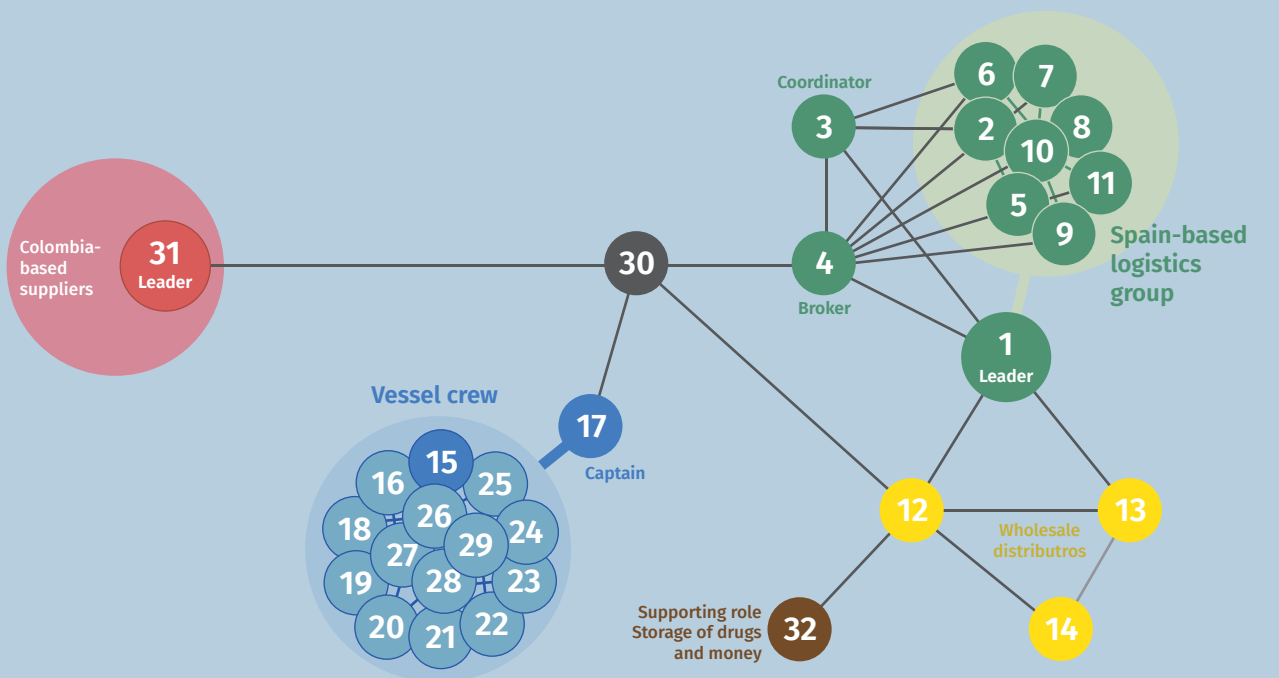 Coordinator
3
6
7
2
8
10
11
5
9
Spain-based
logistics
group
Colombia-
based
suppliers
31
Leader
30
4
Broker
1
Leader
Vessel crew
17
Captain
15
16
25
26
18
24
29
27
19
28
23
20
21
22
12
13
Wholesale
distributros
Supporting role
Storage of drugs
and money
32
14